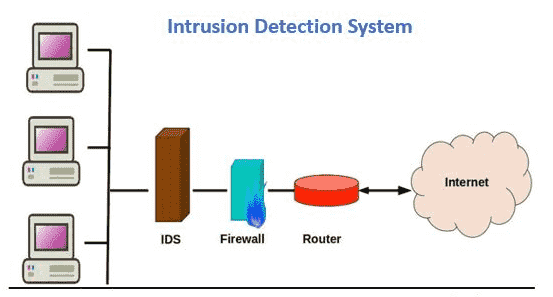 Intrusion Detection System
Internet
IDS
Firewall
Router